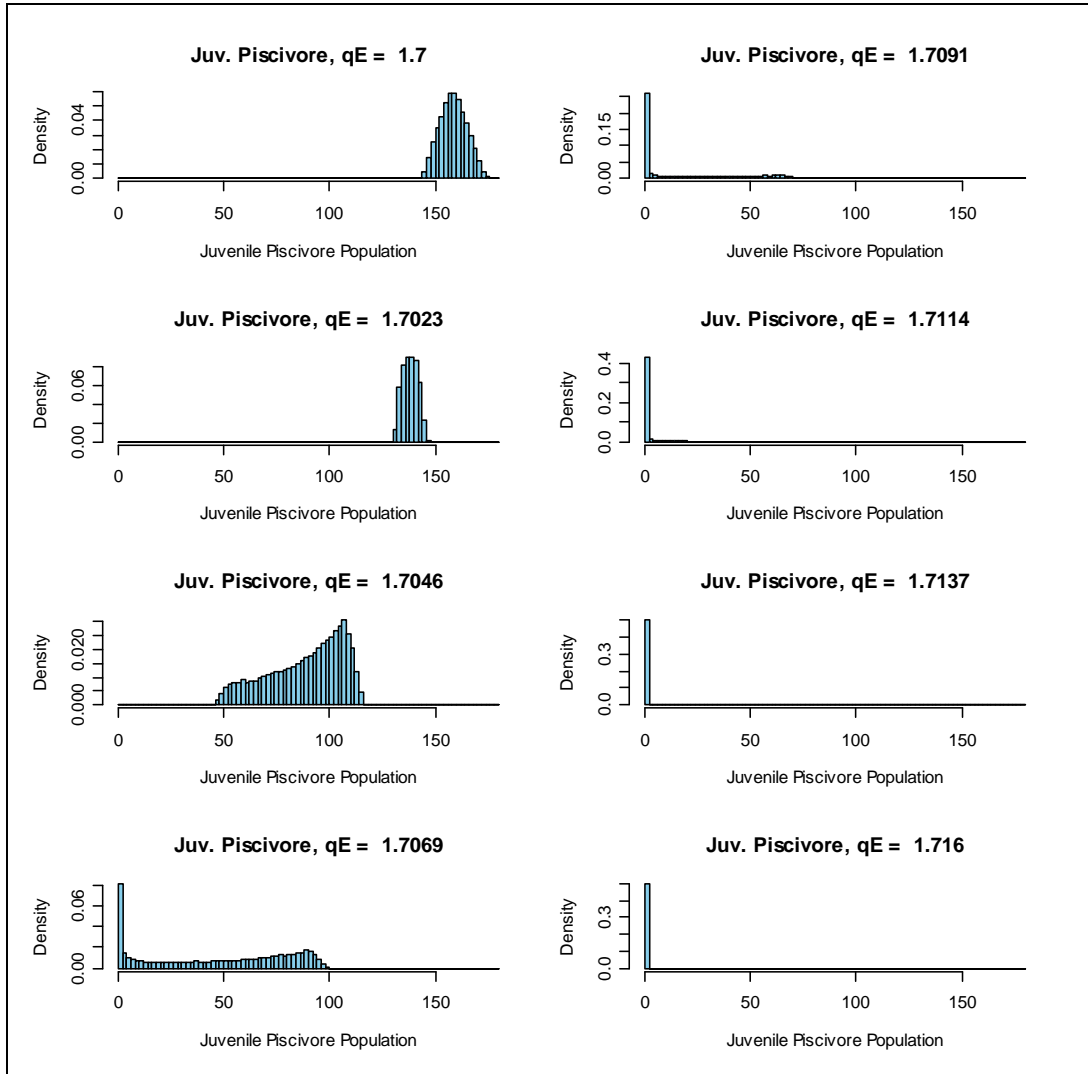 Juv. Piscivore, qE = 1.7
Density
0.00 0.04
0 50 100 150
Juvenile Piscivore Population
Juv. Piscivore, qE = 1.7023
Density
0.00 0.06
0 50 100 150
Juvenile Piscivore Population
Juv. Piscivore, qE = 1.7046
Density
0.000 0.020
0 50 100 150
Juvenile Piscivore Population
Juv. Piscivore, qE = 1.7069
Density
0.00 0.06
0 50 100 150
Juvenile Piscivore Population
Juv. Piscivore, qE = 1.7091
Density
0.00 0.15
0 50 100 150
Juvenile Piscivore Population
Juv. Piscivore, qE = 1.7114
Density
0.0 0.2 0.4
0 50 100 150
Juvenile Piscivore Population
Juv. Piscivore, qE = 1.7137
Density
0.0 0.3
0 50 100 150
Juvenile Piscivore Population
Juv. Piscivore, qE = 1.716
Density
0.0 0.3
0 50 100 150
Juvenile Piscivore Population